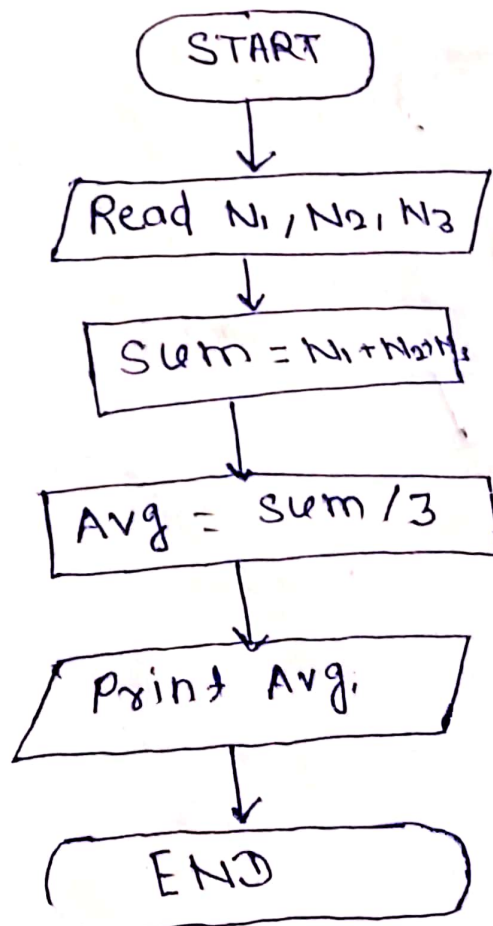 START
Read N1, N2, N3
Sum = N1+N2+N3
Avg = Sum / 3
Print Avg.
END